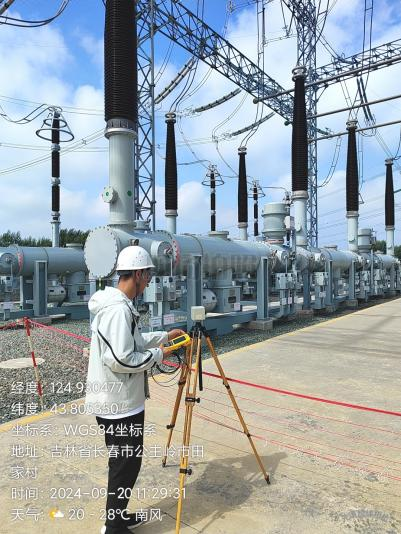 经度：124.930477
纬度：43.805350
坐标系：WGS84坐标系
地址：吉林省长春市公主岭市田
家村
时间：2024-09-20 11:29:31
天气：⛅ 20 - 28℃ 南风